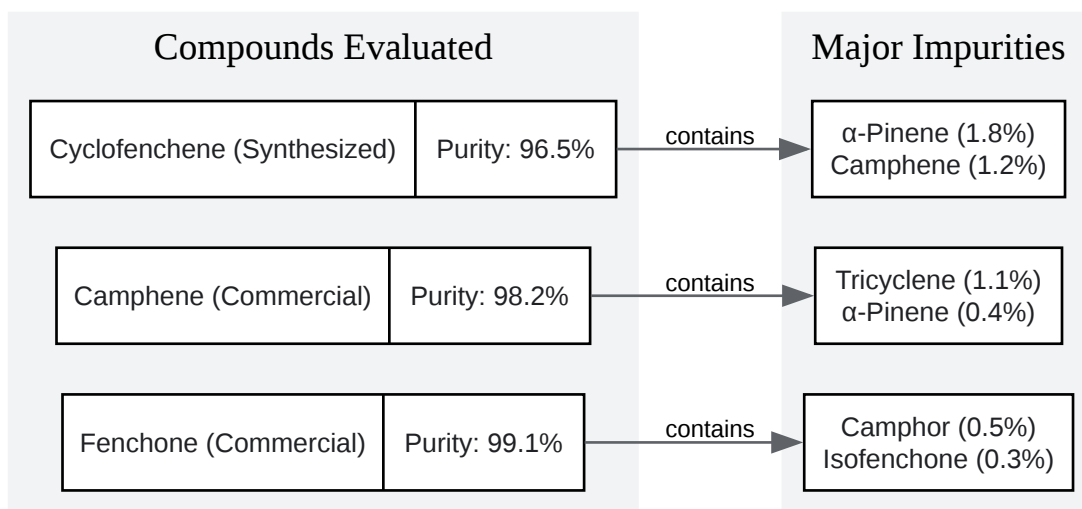 Compounds Evaluated
Major Impurities
Cyclofenchene (Synthesized)
Purity: 96.5%
contains
α-Pinene (1.8%)
Camphene (1.2%)
Camphene (Commercial)
Purity: 98.2%
contains
Tricyclene (1.1%)
α-Pinene (0.4%)
Fenchone (Commercial)
Purity: 99.1%
contains
Camphor (0.5%)
Isofenchone (0.3%)